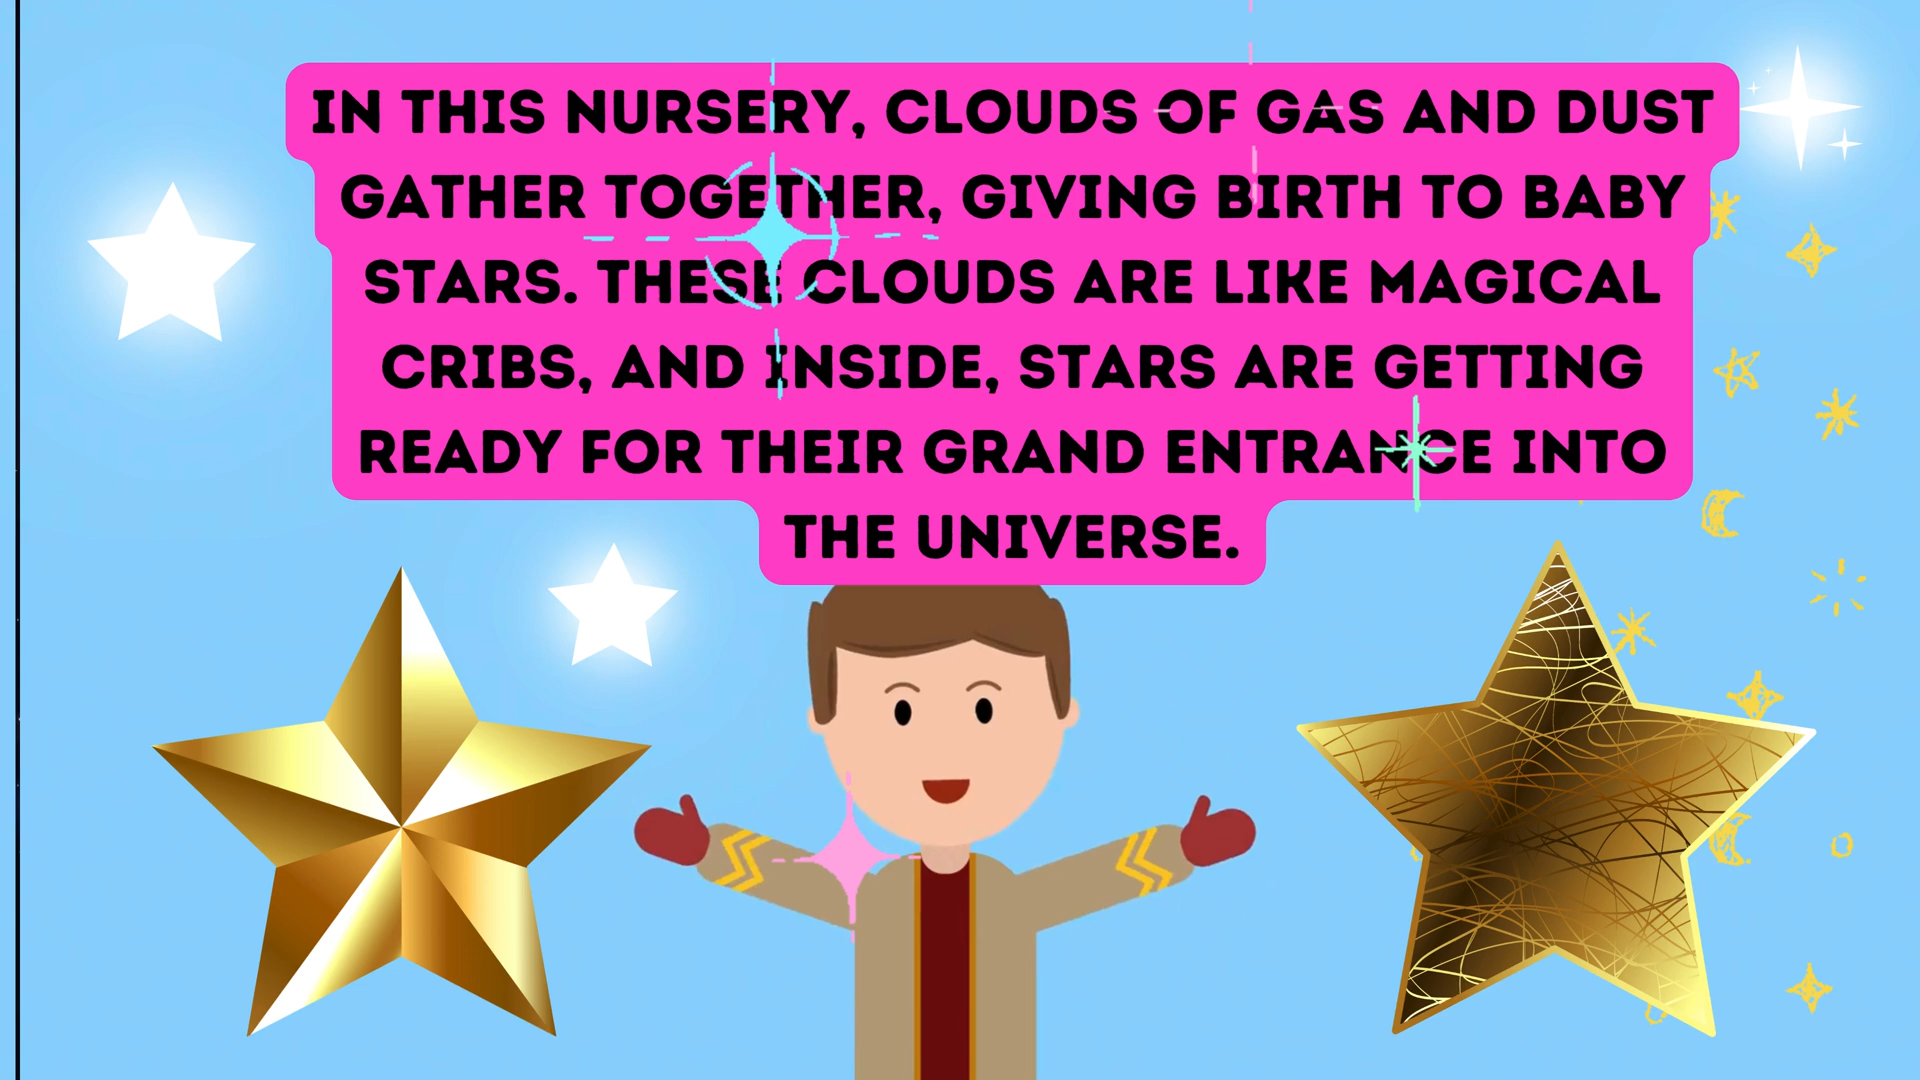 IN THIS NURSERY, CLOUDS OF GAS AND DUST
GATHER TOGETHER, GIVING BIRTH TO BABY
STARS. THESE CLOUDS ARE LIKE MAGICAL
CRIBS, AND INSIDE, STARS ARE GETTING
READY FOR THEIR GRAND ENTRANCE INTO
THE UNIVERSE.